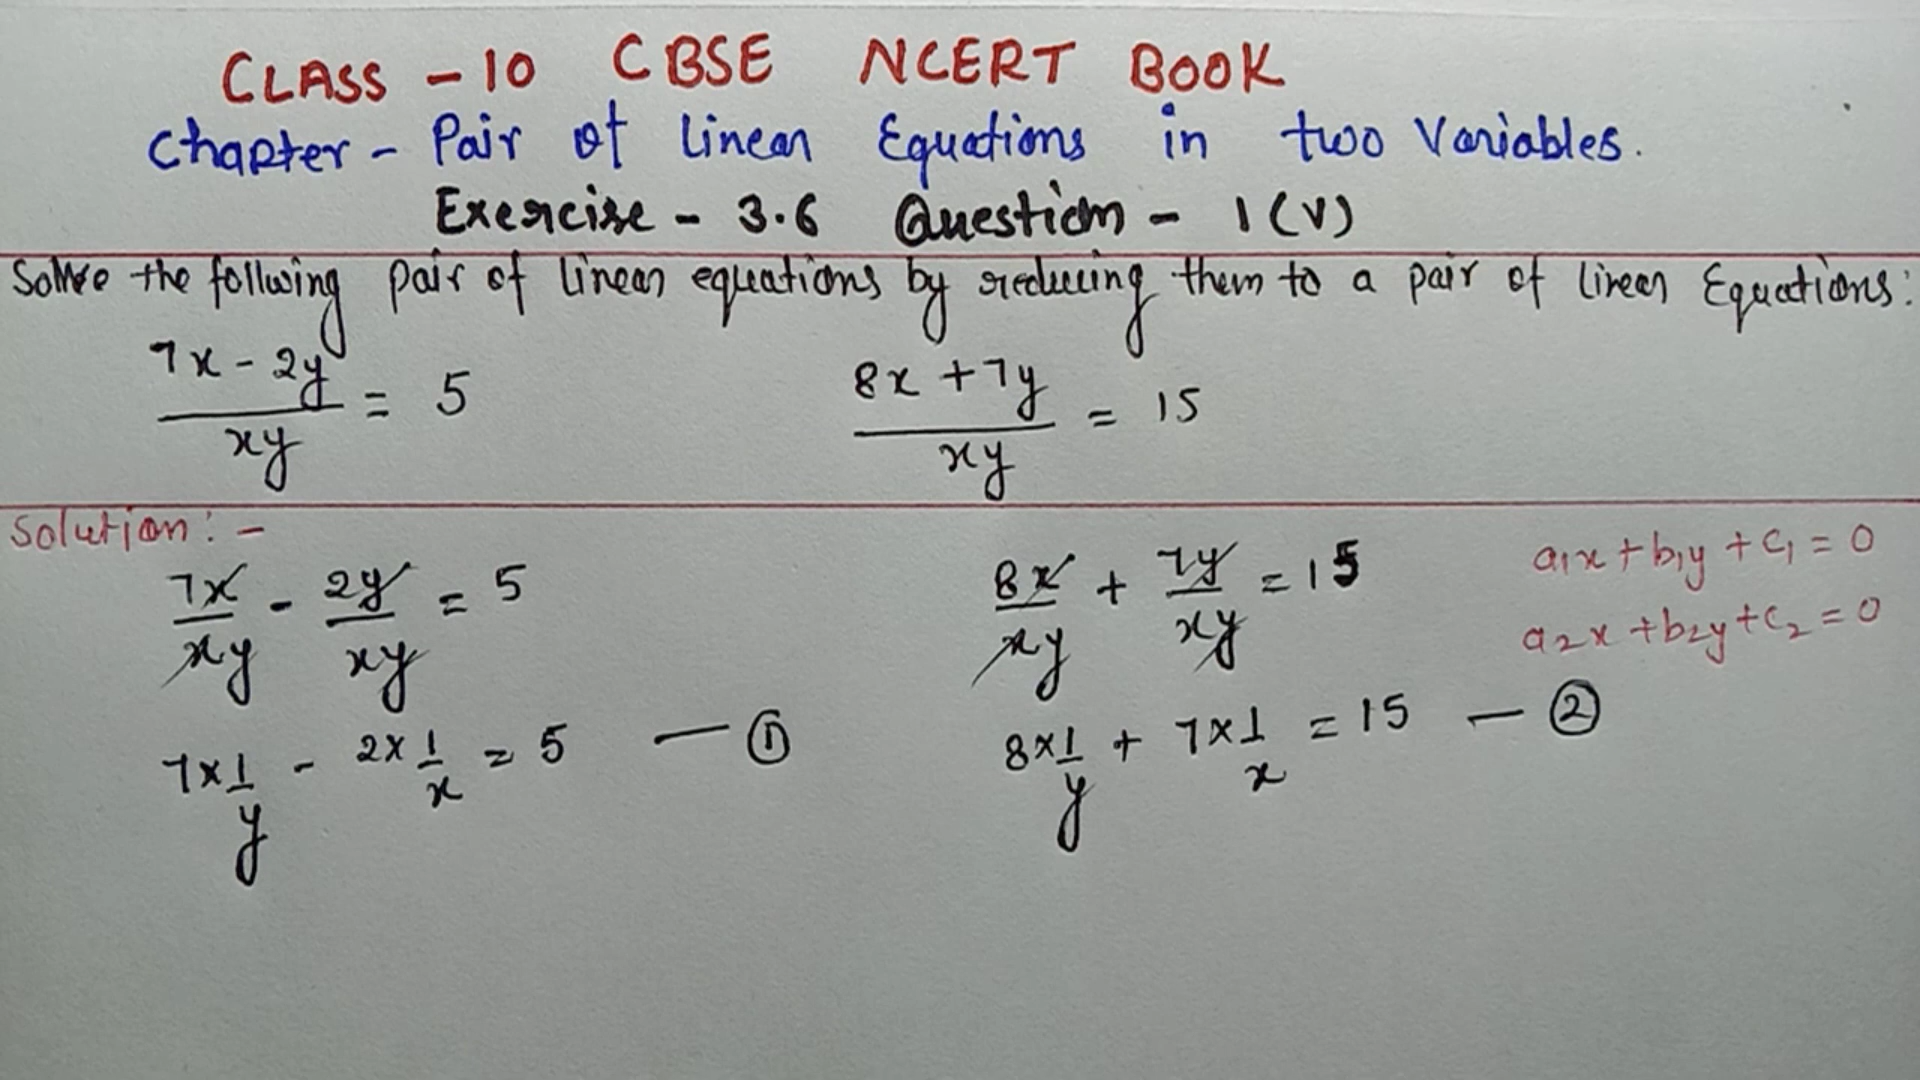 CLASS - 10 CBSE NCERT BOOK
Chapter - Pair of linear Equations in two Variables.
Exercise - 3.6 Question - 1(V)
Solve the following pair of linear equations by reducing them to a pair of linear Equations:
7x - 2y / xy = 5    8x + 7y / xy = 15
Solution: -
7x/xy - 2y/xy = 5    8x/xy + 7y/xy = 15    a₁x + b₁y + c₁ = 0
a₂x + b₂y + c₂ = 0
7 × 1/y - 2 × 1/x = 5 — ①    8 × 1/y + 7 × 1/x = 15 — ②